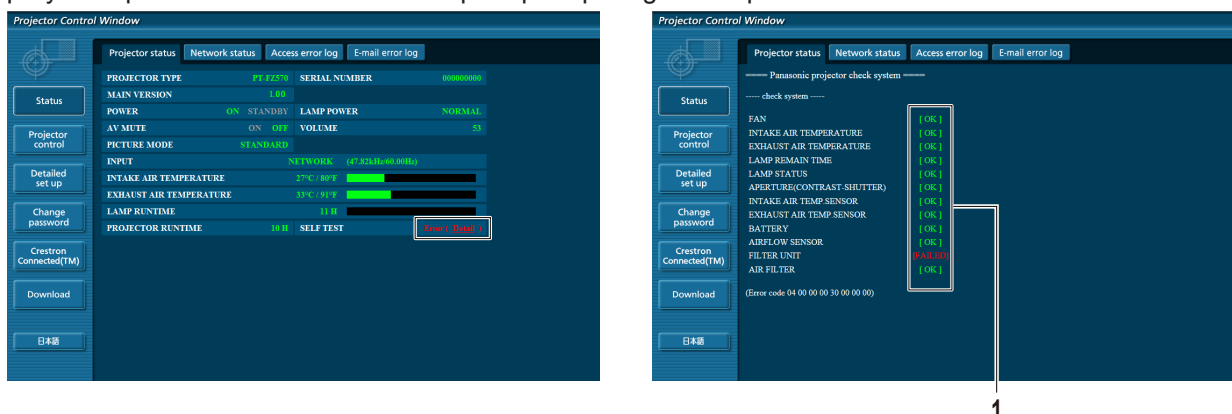 Projector Control Window
Projector status Network status Access error log E-mail error log
Status
Projector control
Detailed set up
Change password
Crestron Connected(TM)
Download
日本語
PROJECTOR TYPE PT-FZ570 SERIAL NUMBER 000000000
MAIN VERSION 1.00
POWER ON STANDBY LAMP POWER NORMAL
AV MUTE ON OFF VOLUME 53
PICTURE MODE STANDARD
INPUT NETWORK (47.82kHz/60.00Hz)
INTAKE AIR TEMPERATURE 27°C / 80°F
EXHAUST AIR TEMPERATURE 33°C / 91°F
LAMP RUNTIME 11 H
PROJECTOR RUNTIME 10 H SELF TEST Error ( Detail )
Projector Control Window
Projector status Network status Access error log E-mail error log
Status
Projector control
Detailed set up
Change password
Crestron Connected(TM)
Download
日本語
===== Panasonic projector check system =====
----- check system -----
FAN [ OK ]
INTAKE AIR TEMPERATURE [ OK ]
EXHAUST AIR TEMPERATURE [ OK ]
LAMP REMAIN TIME [ OK ]
LAMP STATUS [ OK ]
APERTURE(CONTRAST-SHUTTER) [ OK ]
INTAKE AIR TEMP.SENSOR [ OK ]
EXHAUST AIR TEMP.SENSOR [ OK ]
BATTERY [ OK ]
AIRFLOW SENSOR [ OK ]
FILTER UNIT [FAILED]
AIR FILTER [ OK ]
(Error code 04 00 00 00 30 00 00 00)
1